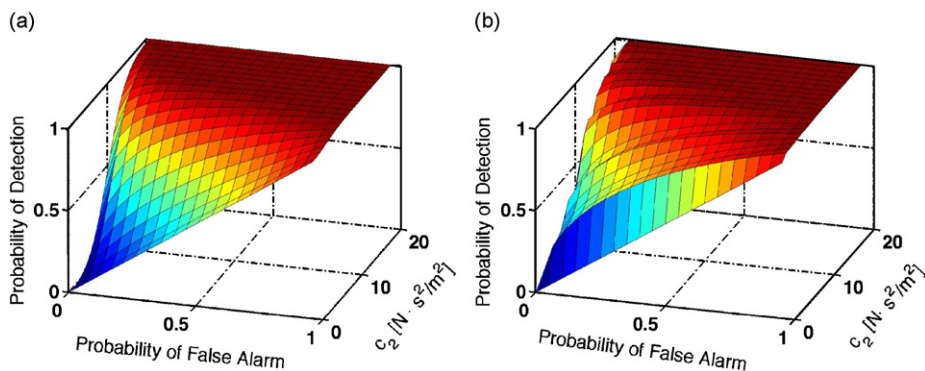 (a)
Probability of Detection
1
0.5
0
0
0.5
1
Probability of False Alarm
0
10
20
c₂ [N· s²/m²]
(b)
Probability of Detection
1
0.5
0
0
0.5
1
Probability of False Alarm
0
10
20
c₂ [N· s²/m²]